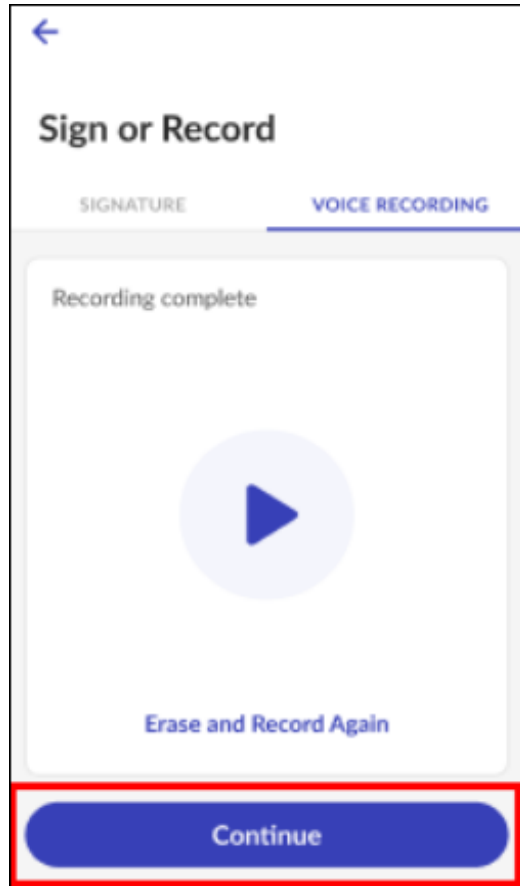 Sign or Record
SIGNATURE VOICE RECORDING
Recording complete
Erase and Record Again
Continue